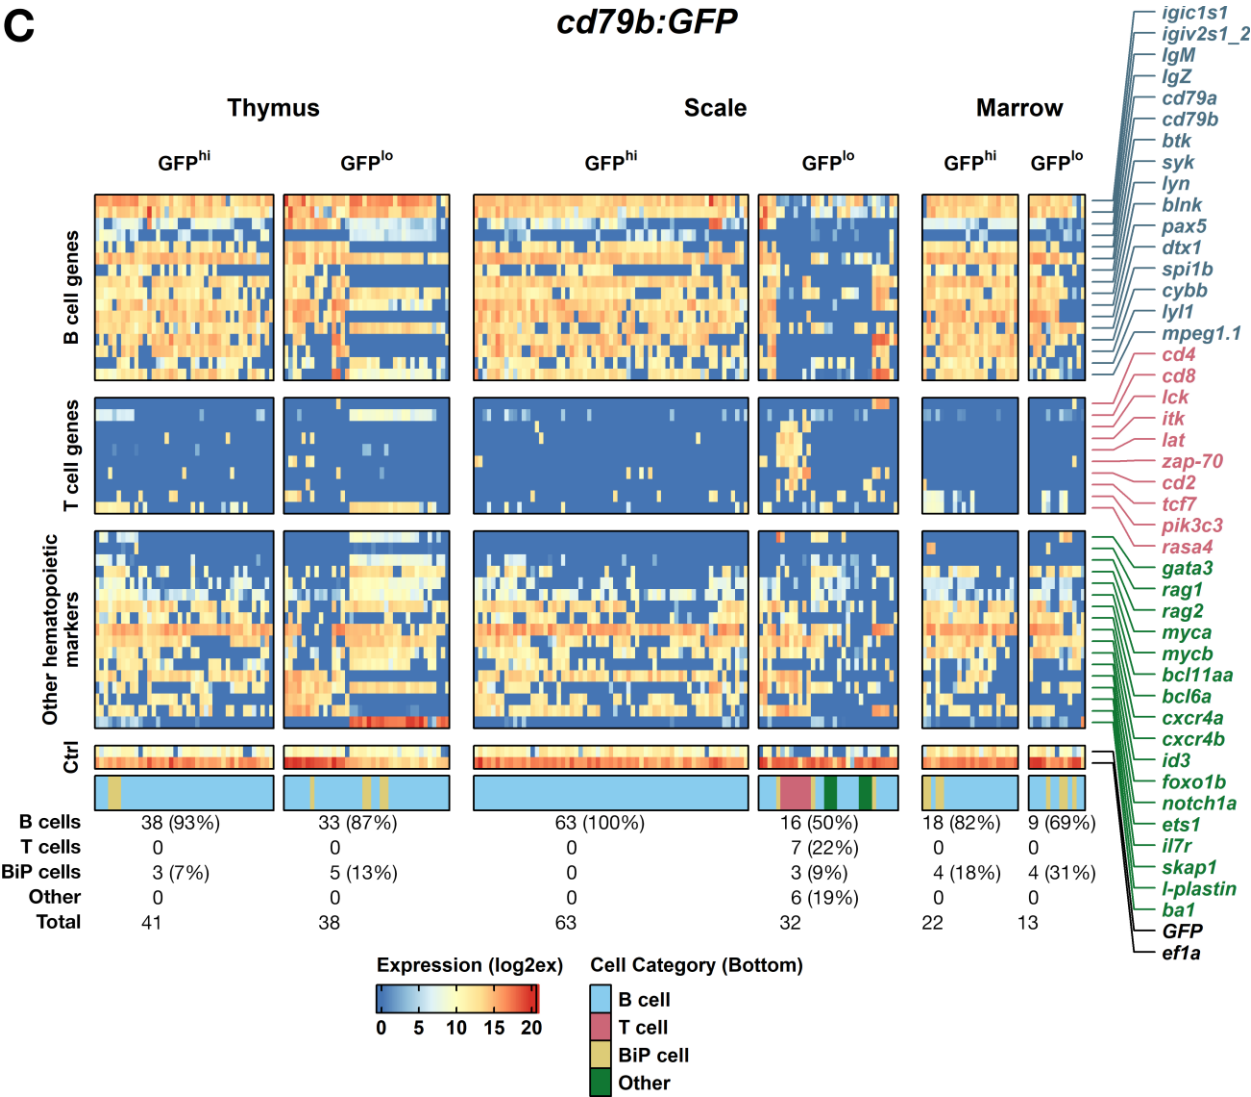 C
cd79b:GFP
Thymus
Scale
Marrow
GFPhi
GFPlo
GFPhi
GFPlo
GFPhi
GFPlo
B cell genes
T cell genes
Other hematopoietic
markers
Ctrl
igic1s1
igiv2s1_2
IgM
IgZ
cd79a
cd79b
btk
syk
lyn
blnk
pax5
dtx1
spi1b
cybb
lyl1
mpeg1.1
cd4
cd8
lck
itk
lat
zap-70
cd2
tcf7
pik3c3
rasa4
gata3
rag1
rag2
myca
mycb
bcl11aa
bcl6a
cxcr4a
cxcr4b
id3
foxo1b
notch1a
ets1
il7r
skap1
l-plastin
ba1
GFP
ef1a
B cells 38 (93%) 33 (87%) 63 (100%) 16 (50%) 18 (82%) 9 (69%)
T cells 0 0 0 7 (22%) 0 0
BiP cells 3 (7%) 5 (13%) 0 3 (9%) 4 (18%) 4 (31%)
Other 0 0 0 6 (19%) 0 0
Total 41 38 63 32 22 13
Expression (log2ex)
0 5 10 15 20
Cell Category (Bottom)
B cell
T cell
BiP cell
Other